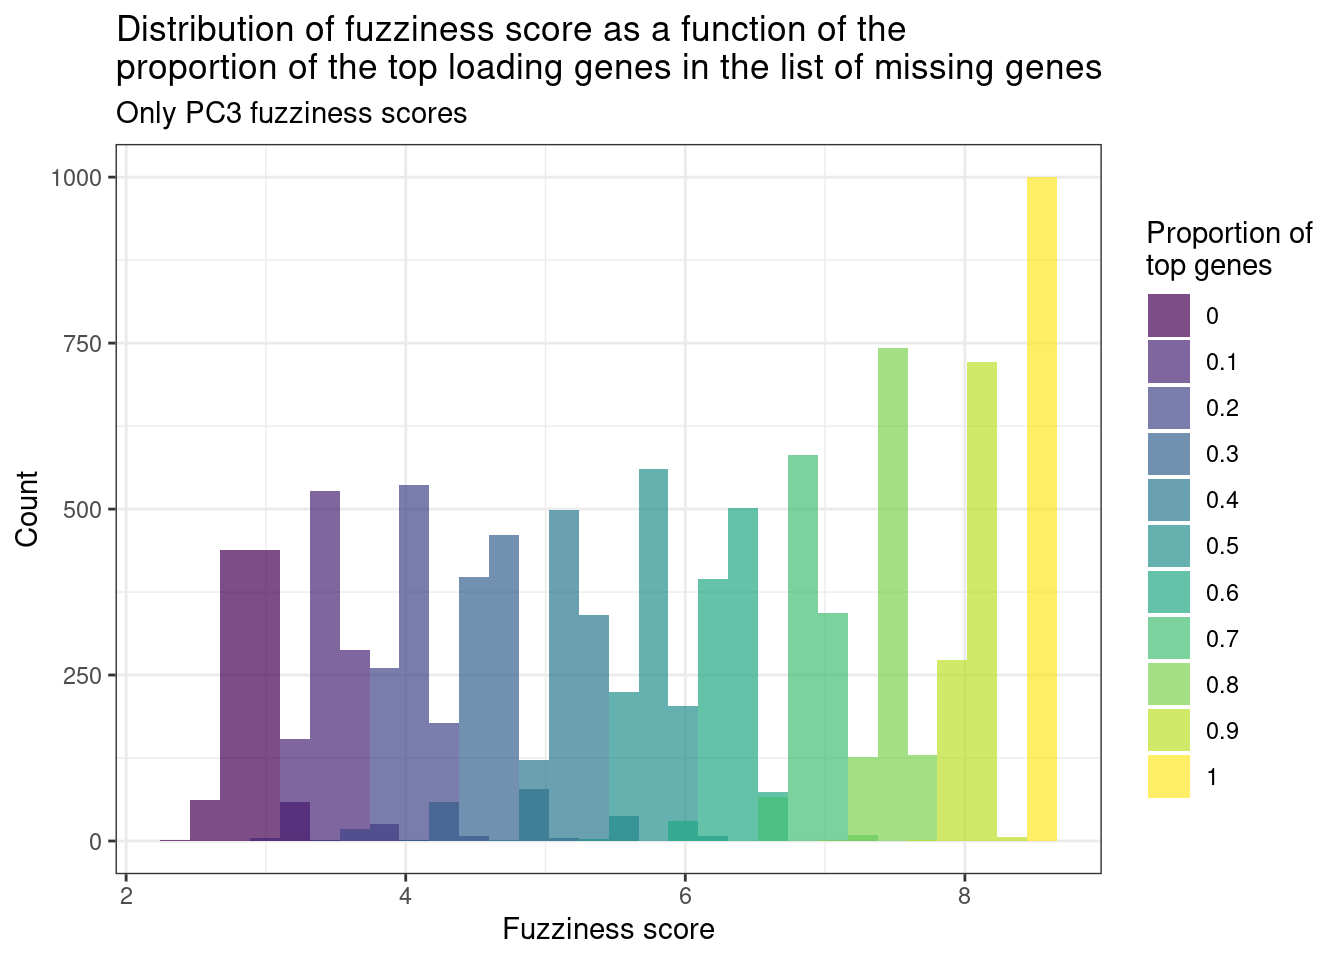 Distribution of fuzziness score as a function of the
proportion of the top loading genes in the list of missing genes
Only PC3 fuzziness scores
1000
750
500
250
0
Count
2
4
6
8
Fuzziness score
Proportion of
top genes
0
0.1
0.2
0.3
0.4
0.5
0.6
0.7
0.8
0.9
1